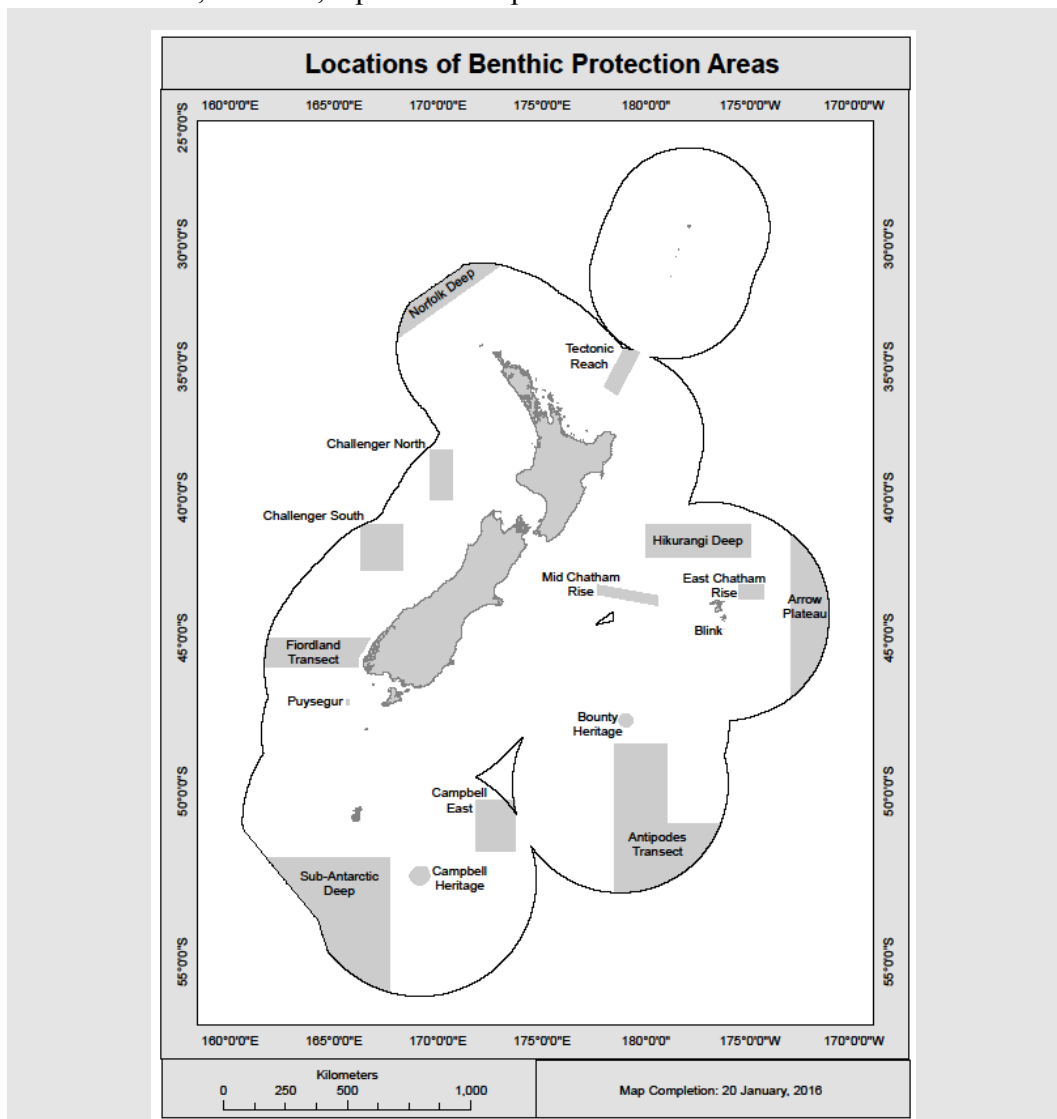 Locations of Benthic Protection Areas
160°0'0"E 165°0'0"E 170°0'0"E 175°0'0"E 180°0'0" 175°0'0"W 170°0'0"W
25°0'0"S
25°0'0"S
30°0'0"S
30°0'0"S
Norfolk Deep
Tectonic
Reach
35°0'0"S
35°0'0"S
Challenger North
40°0'0"S
40°0'0"S
Challenger South
Hikurangi Deep
Mid Chatham
Rise
East Chatham
Rise
Arrow
Plateau
Blink
45°0'0"S
45°0'0"S
Fiordland
Transect
Puysegur
Bounty
Heritage
50°0'0"S
50°0'0"S
Campbell
East
Antipodes
Transect
Sub-Antarctic
Deep
Campbell
Heritage
55°0'0"S
55°0'0"S
160°0'0"E 165°0'0"E 170°0'0"E 175°0'0"E 180°0'0" 175°0'0"W 170°0'0"W
Kilometers
0 250 500 1,000
Map Completion: 20 January, 2016